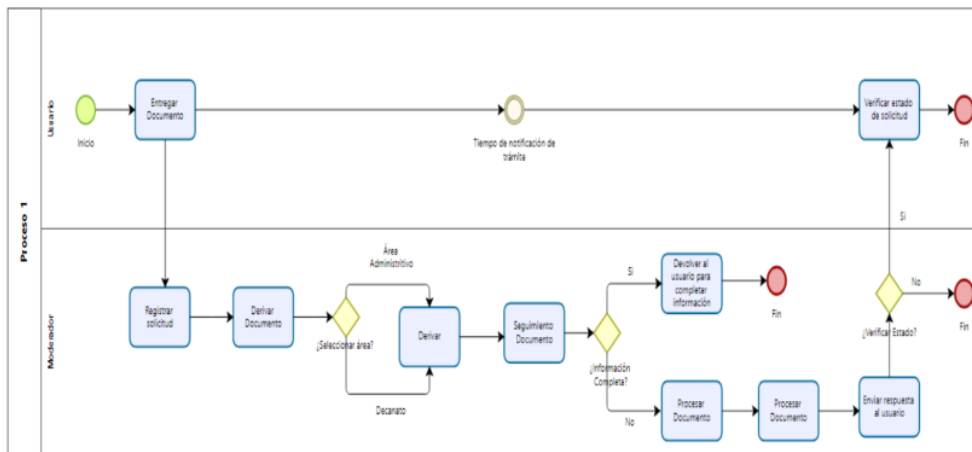 Proceso 1
Usuario
Inicio
Entregar
Documento
Tiempo de notificación de
trámite
Verificar estado
de solicitud
Fin
Moderador
Registrar
solicitud
Derivar
Documento
¿Seleccionar área?
Área
Administritivo
Decanato
Derivar
Seguimiento
Documento
¿Información
Completa?
Si
Devolver al
usuario para
completar
información
Fin
No
Procesar
Documento
Procesar
Documento
Enviar respuesta
al usuario
¿Verificar Estado?
Si
No
Fin